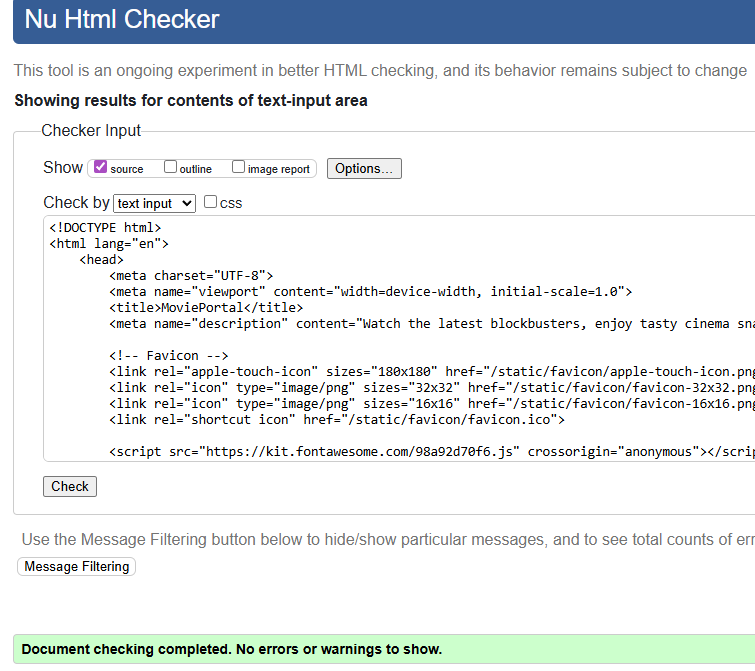 Nu Html Checker
This tool is an ongoing experiment in better HTML checking, and its behavior remains subject to change
Showing results for contents of text-input area
Checker Input
Show source outline image report Options...
Check by text input css
<!DOCTYPE html>
<html lang="en">
<head>
<meta charset="UTF-8">
<meta name="viewport" content="width=device-width, initial-scale=1.0">
<title>MoviePortal</title>
<meta name="description" content="Watch the latest blockbusters, enjoy tasty cinema
<!-- Favicon -->
<link rel="apple-touch-icon" sizes="180x180" href="/static/favicon/apple-touch-icon.png
<link rel="icon" type="image/png" sizes="32x32" href="/static/favicon/favicon-32x32.png
<link rel="icon" type="image/png" sizes="16x16" href="/static/favicon/favicon-16x16.png
<link rel="shortcut icon" href="/static/favicon/favicon.ico">
<script src="https://kit.fontawesome.com/98a92d70f6.js" crossorigin="anonymous"></scri
Check
Use the Message Filtering button below to hide/show particular messages, and to see total counts of
Message Filtering
Document checking completed. No errors or warnings to show.